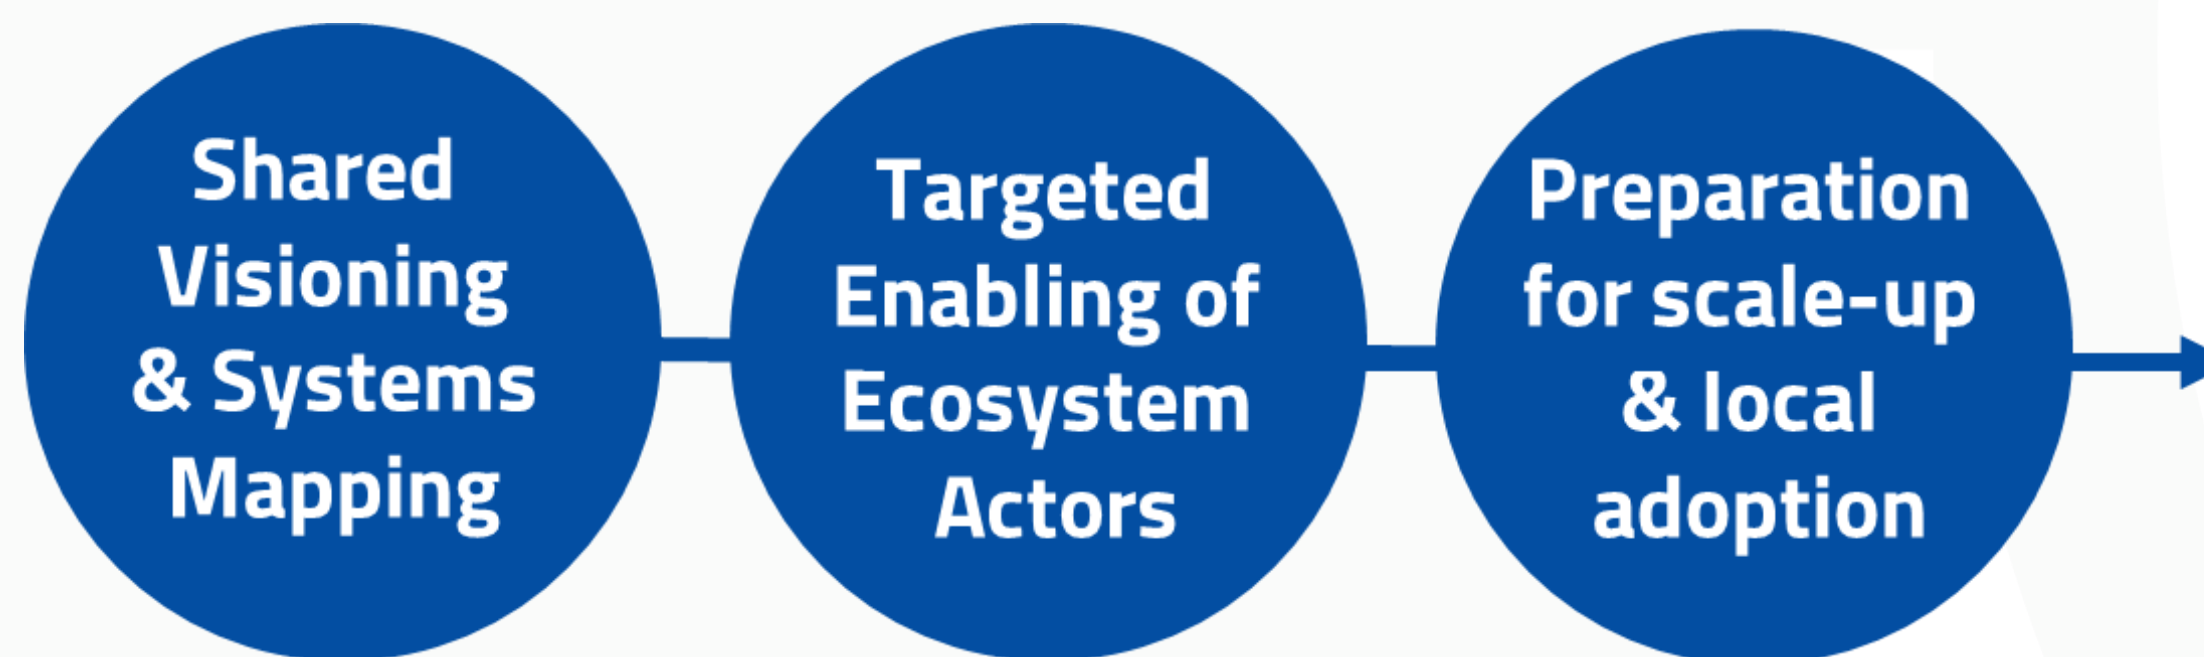 Shared
Visioning
& Systems
Mapping
Targeted
Enabling of
Ecosystem
Actors
Preparation
for scale-up
& local
adoption